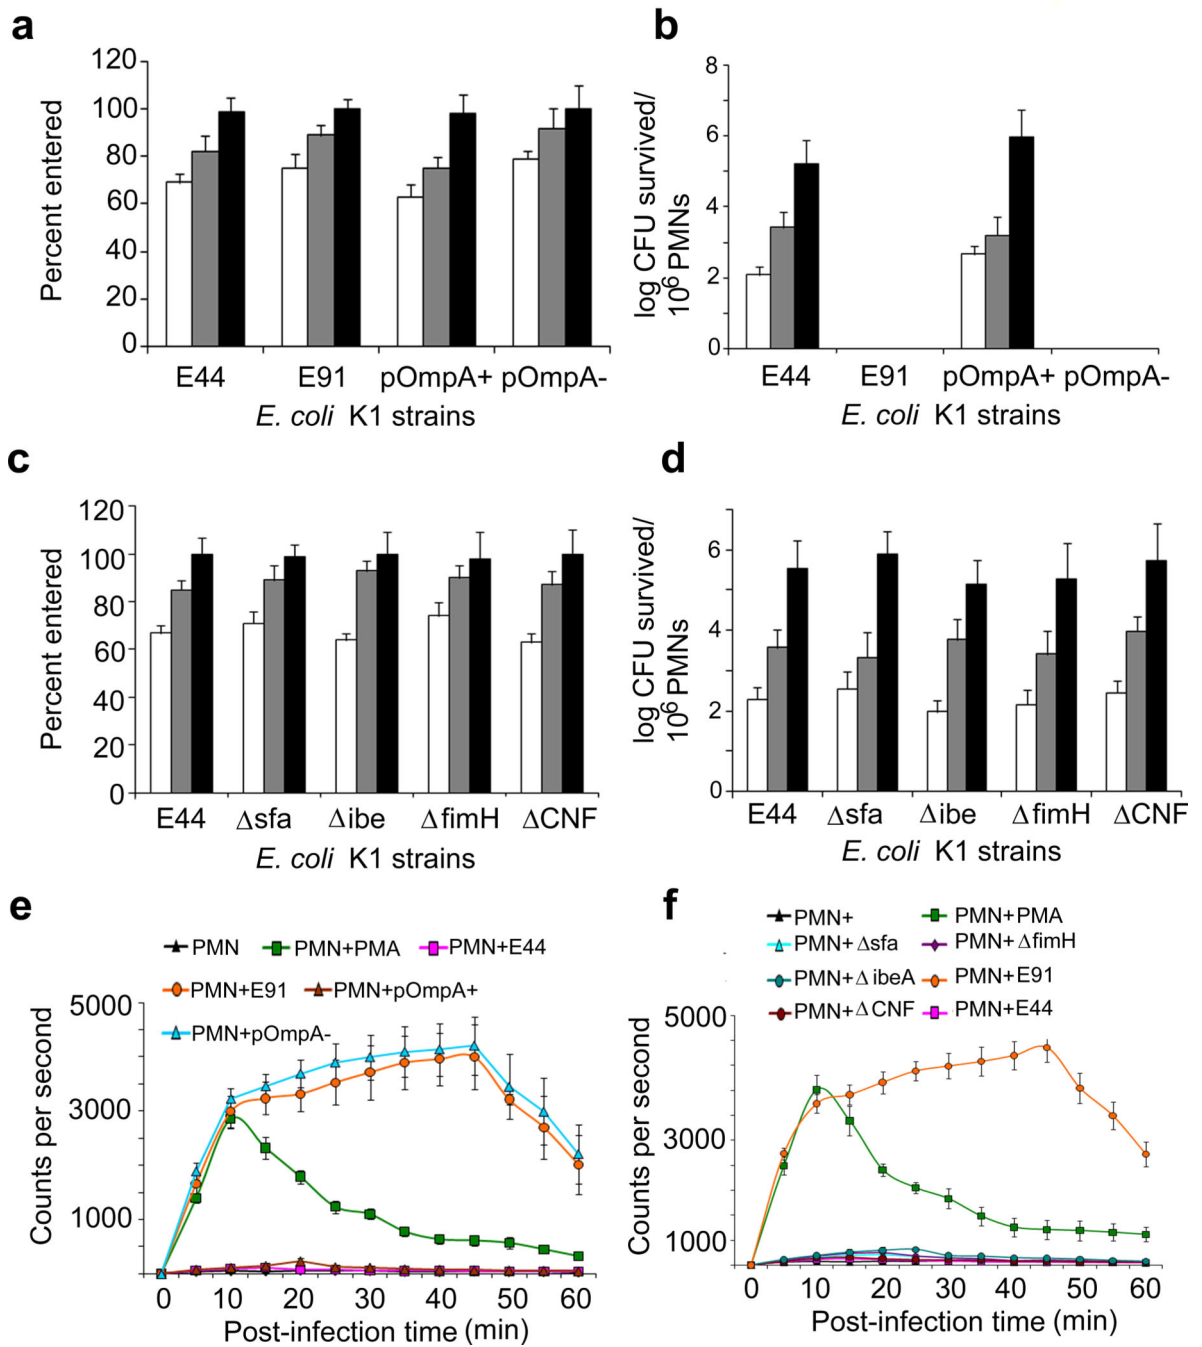 a
120
100
80
60
40
20
0
Percent entered
E44 E91 pOmpA+ pOmpA-
E. coli K1 strains
b
8
6
4
2
0
log CFU survived/
10⁶ PMNs
E44 E91 pOmpA+ pOmpA-
E. coli K1 strains
c
120
100
80
60
40
20
0
Percent entered
E44 Δsfa Δibe ΔfimH ΔCNF
E. coli K1 strains
d
6
4
2
0
log CFU survived/
10⁶ PMNs
E44 Δsfa Δibe ΔfimH ΔCNF
E. coli K1 strains
e
PMN PMN+PMA PMN+E44
PMN+E91 PMN+pOmpA+
PMN+pOmpA-
5000
3000
1000
Counts per second
0 10 20 30 40 50 60
Post-infection time (min)
f
PMN+ PMN+PMA
PMN+Δsfa PMN+ΔfimH
PMN+ΔibeA PMN+E91
PMN+ΔCNF PMN+E44
5000
3000
1000
Counts per second
0 10 20 30 40 50 60
Post-infection time (min)